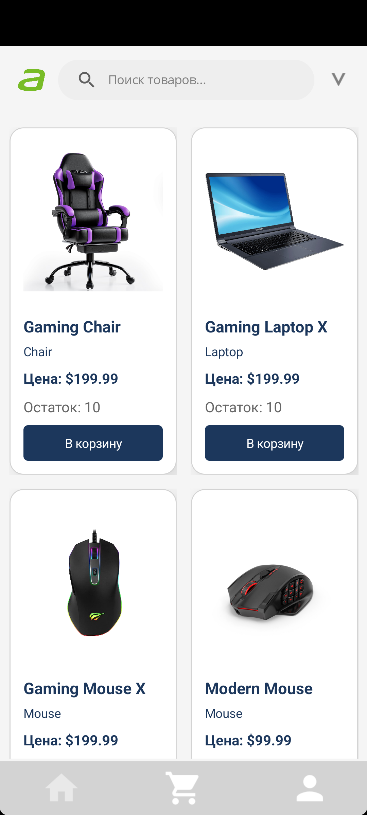 a
Поиск товаров...
Gaming Chair
Chair
Цена: $199.99
Остаток: 10
В корзину
Gaming Laptop X
Laptop
Цена: $199.99
Остаток: 10
В корзину
Gaming Mouse X
Mouse
Цена: $199.99
Modern Mouse
Mouse
Цена: $99.99